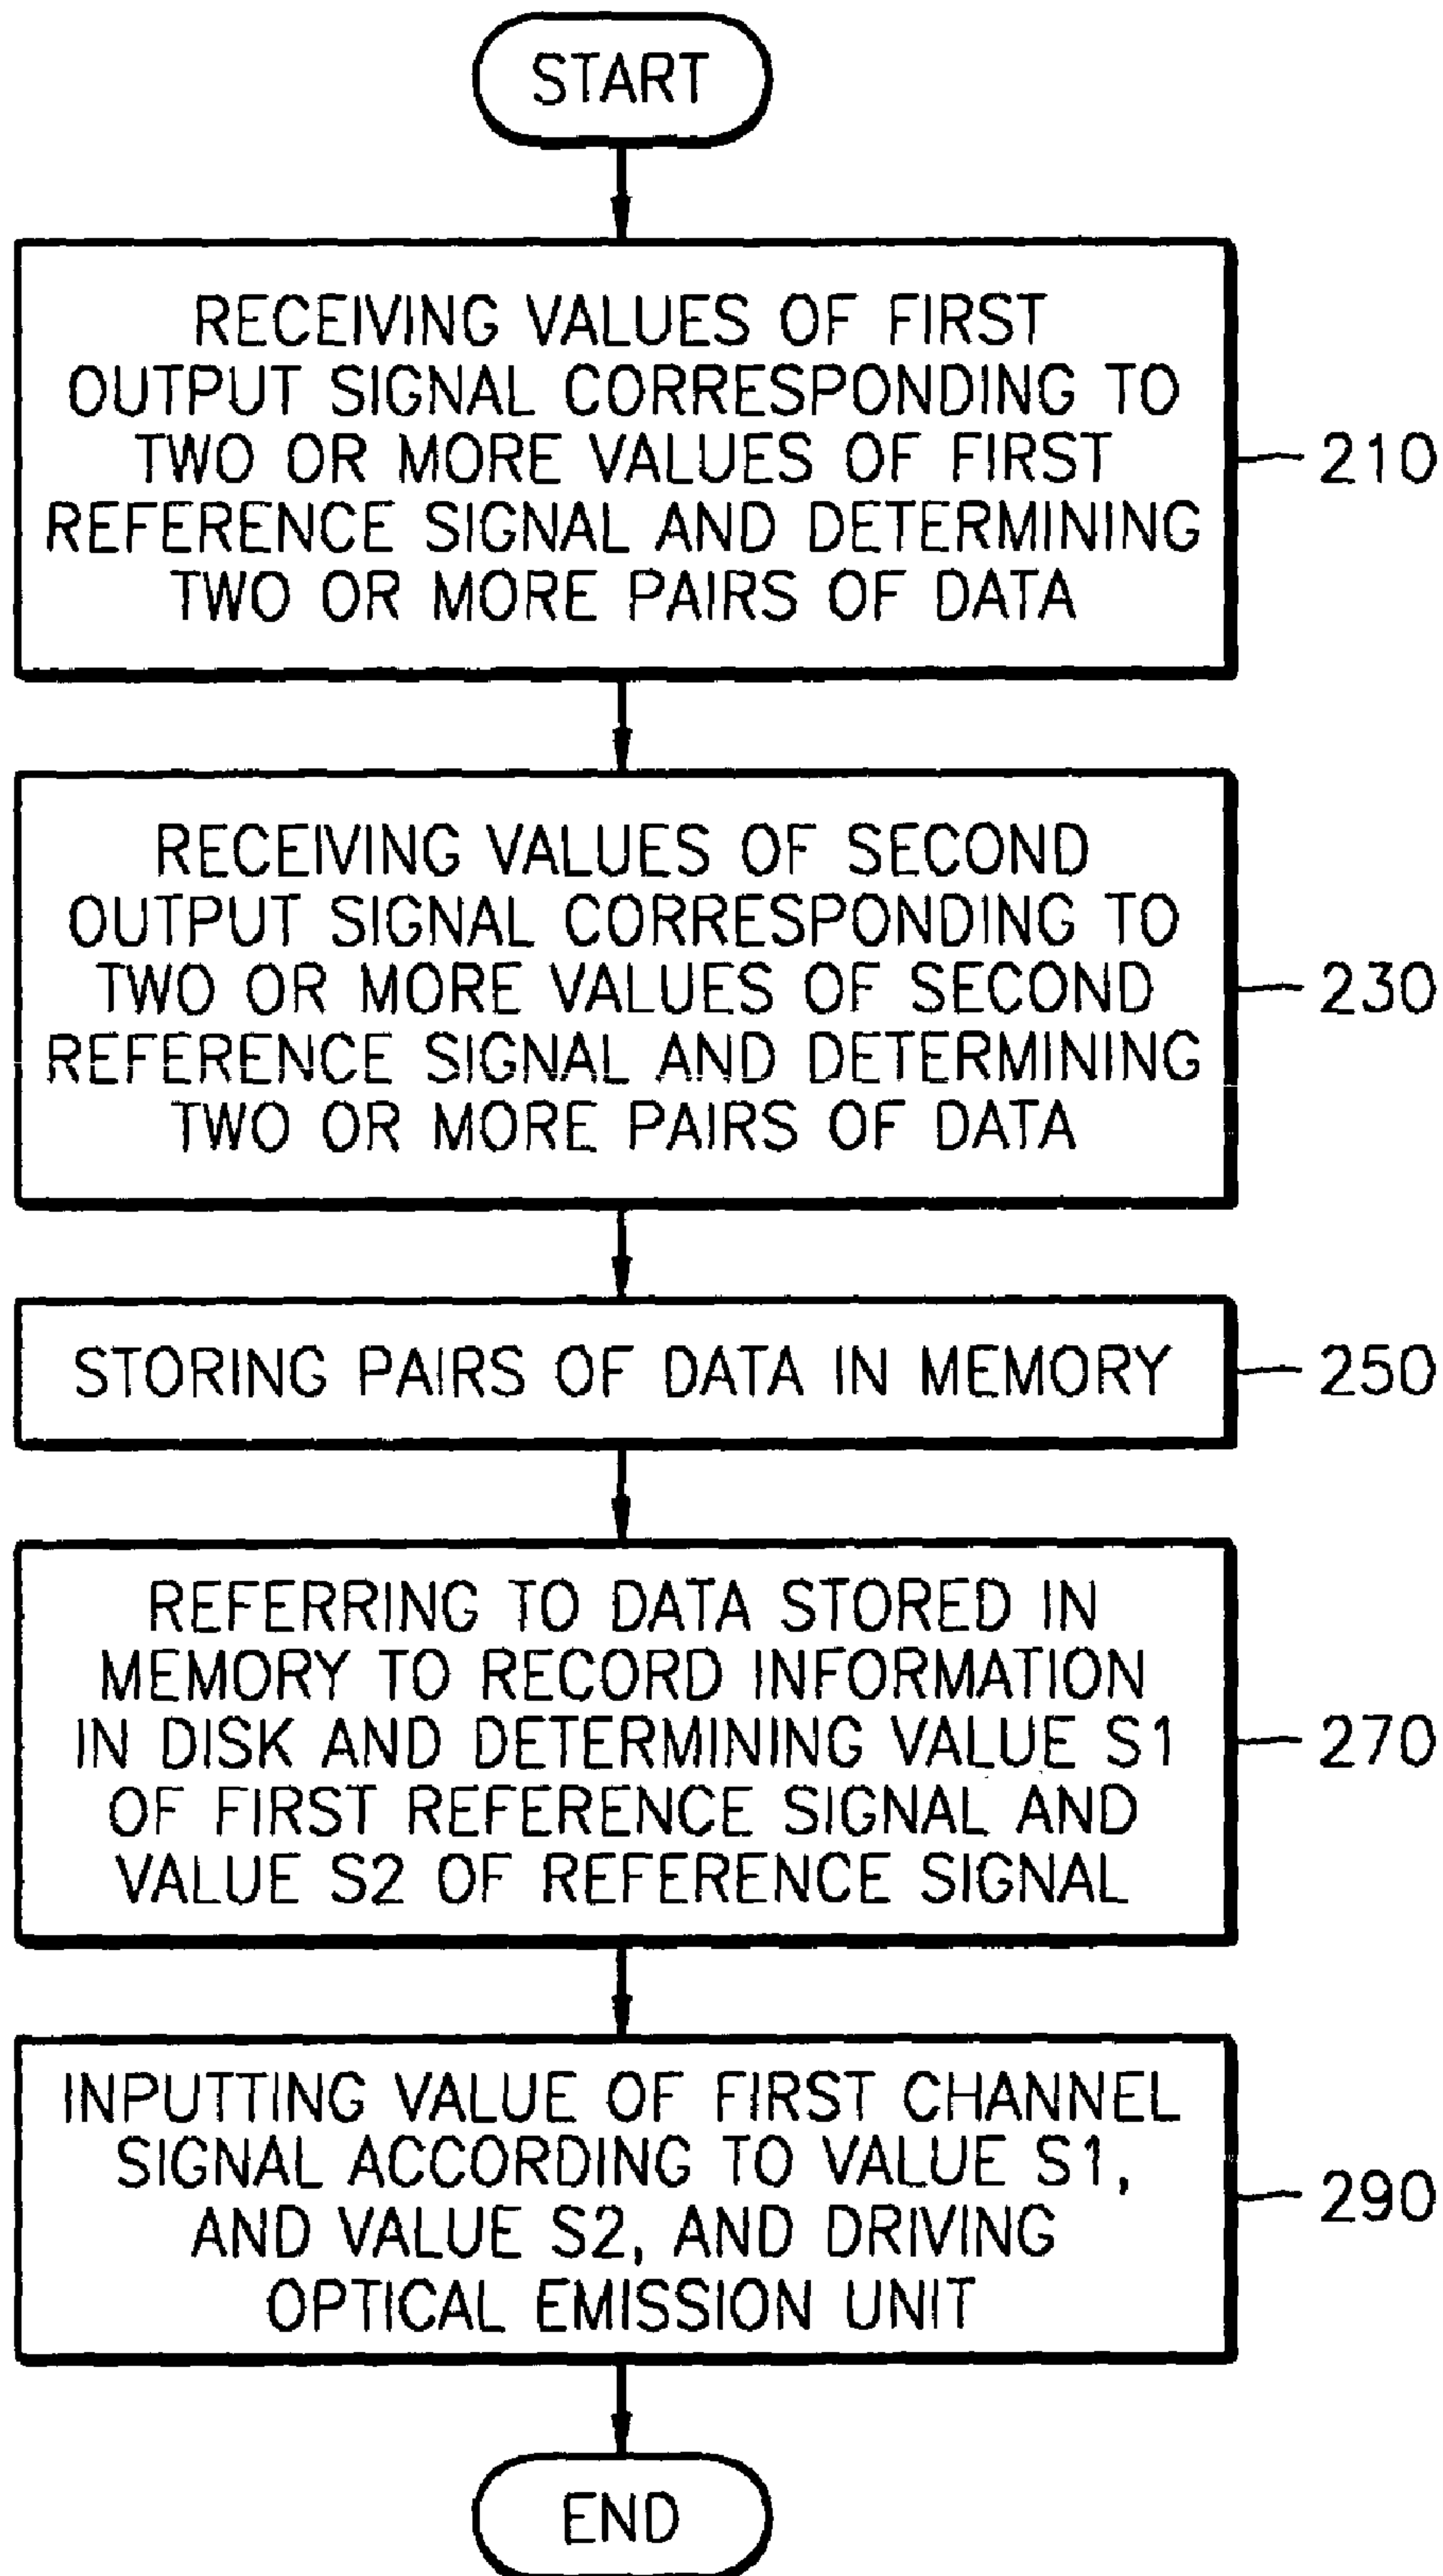 START
RECEIVING VALUES OF FIRST
OUTPUT SIGNAL CORRESPONDING TO
TWO OR MORE VALUES OF FIRST
REFERENCE SIGNAL AND DETERMINING
TWO OR MORE PAIRS OF DATA
210
RECEIVING VALUES OF SECOND
OUTPUT SIGNAL CORRESPONDING TO
TWO OR MORE VALUES OF SECOND
REFERENCE SIGNAL AND DETERMINING
TWO OR MORE PAIRS OF DATA
230
STORING PAIRS OF DATA IN MEMORY
250
REFERRING TO DATA STORED IN
MEMORY TO RECORD INFORMATION
IN DISK AND DETERMINING VALUE S1
OF FIRST REFERENCE SIGNAL AND
VALUE S2 OF REFERENCE SIGNAL
270
INPUTTING VALUE OF FIRST CHANNEL
SIGNAL ACCORDING TO VALUE S1,
AND VALUE S2, AND DRIVING
OPTICAL EMISSION UNIT
290
END